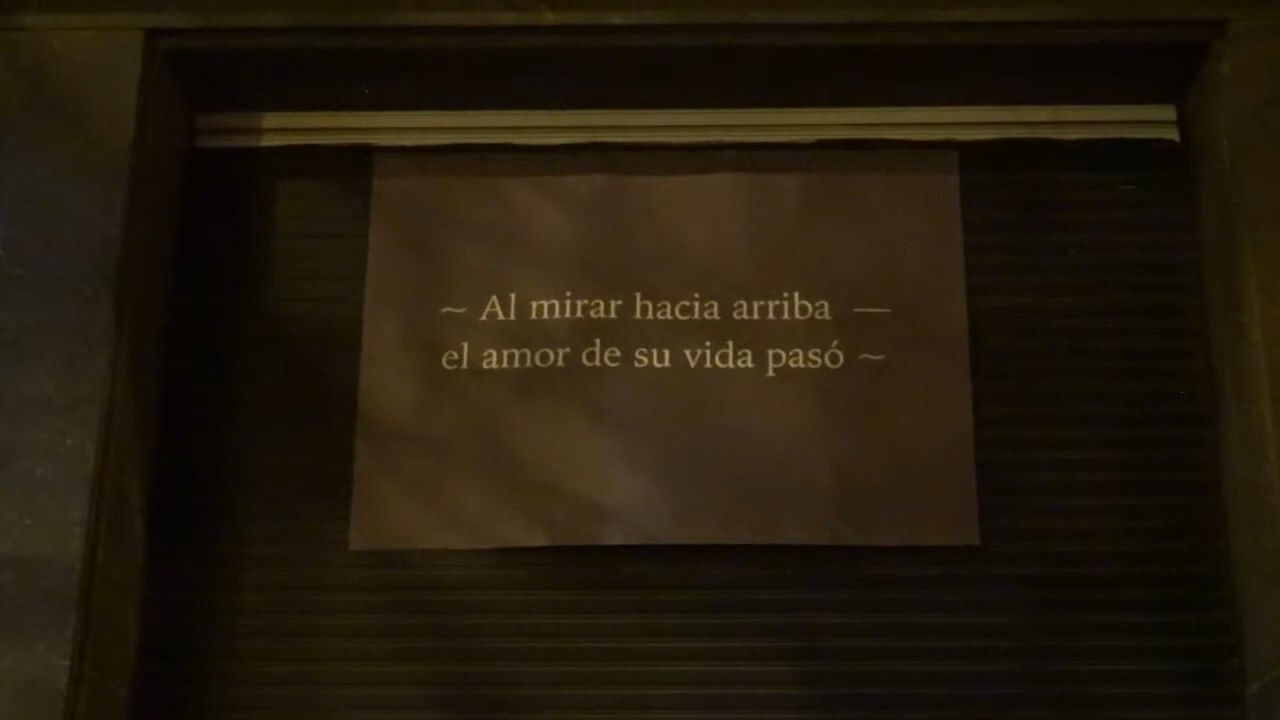 ~ Al mirar hacia arriba —
el amor de su vida pasó ~